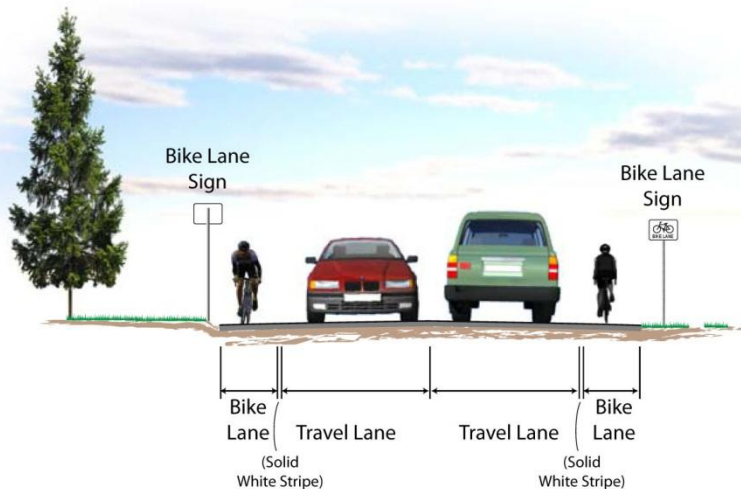 Bike Lane
Sign
Bike Lane
Sign
BIKE LANE
Bike
Lane
Travel Lane
Travel Lane
Bike
Lane
(Solid
White Stripe)
(Solid
White Stripe)